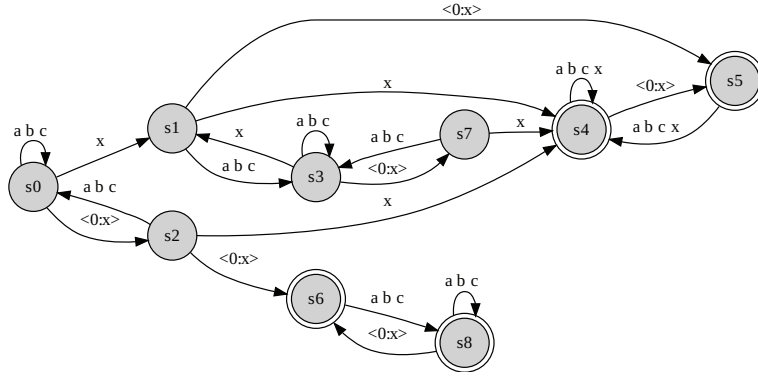 <0:x>
s5
a b c x
<0:x>
x
s4
a b c x
a b c
s1
x
a b c
a b c
x
s7
x
s3
<0:x>
a b c
x
s0
a b c
<0:x>
s2
x
<0:x>
s6
a b c
a b c
<0:x>
s8